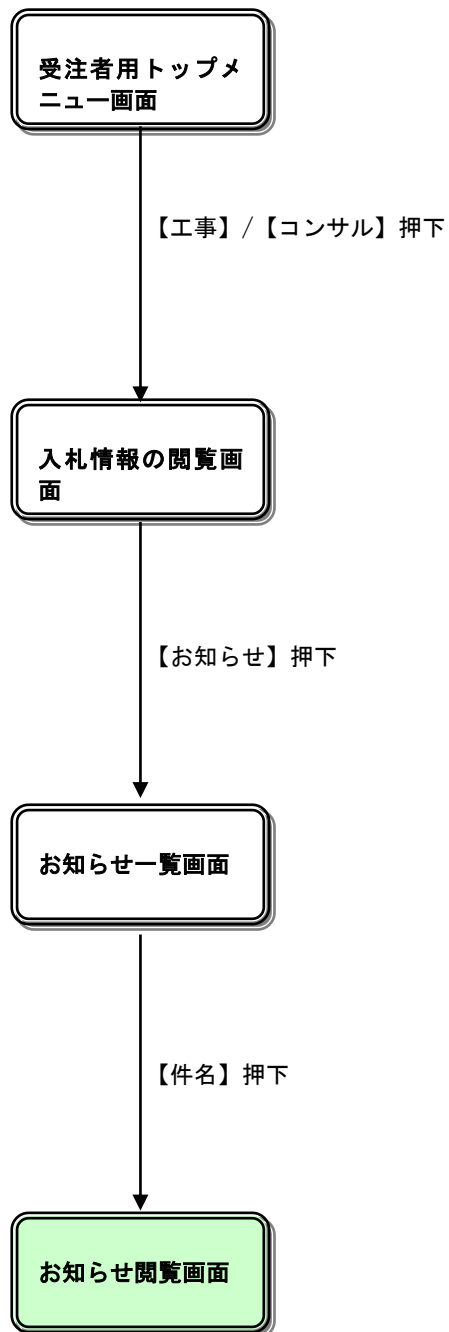 受注者用トップメ
ニュー画面
【工事】/【コンサル】押下
入札情報の閲覧画
面
【お知らせ】押下
お知らせ一覧画面
【件名】押下
お知らせ閲覧画面